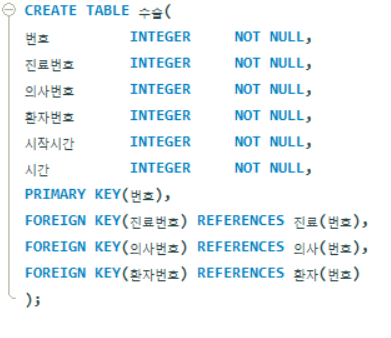 CREATE TABLE 수술(
번호 INTEGER NOT NULL,
진료번호 INTEGER NOT NULL,
의사번호 INTEGER NOT NULL,
환자번호 INTEGER NOT NULL,
시작시간 INTEGER NOT NULL,
시간 INTEGER NOT NULL,
PRIMARY KEY(번호),
FOREIGN KEY(진료번호) REFERENCES 진료(번호),
FOREIGN KEY(의사번호) REFERENCES 의사(번호),
FOREIGN KEY(환자번호) REFERENCES 환자(번호)
);